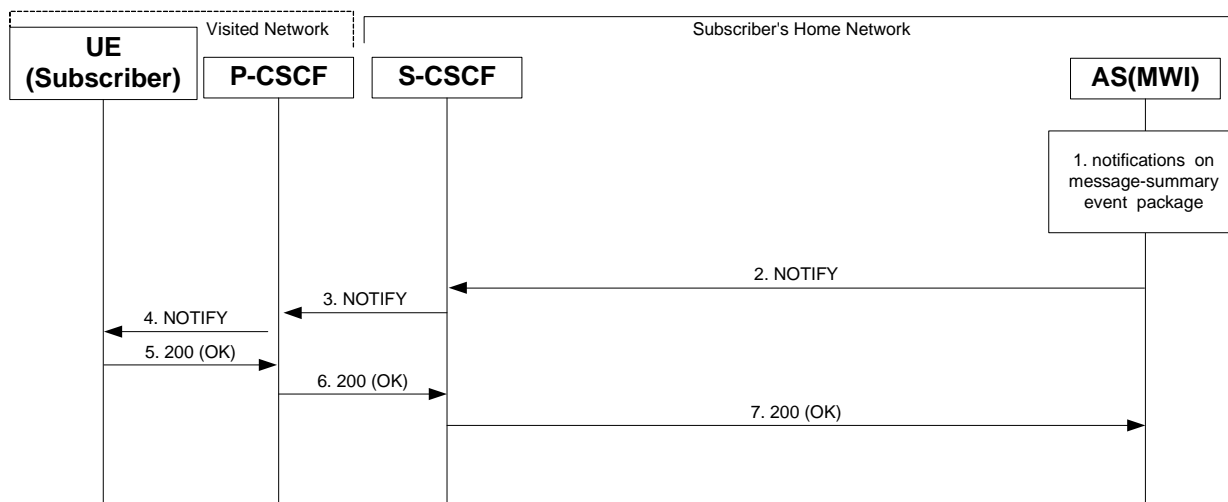 Visited Network
Subscriber's Home Network
UE
(Subscriber)
P-CSCF
S-CSCF
AS(MWI)
1. notifications on
message-summary
event package
2. NOTIFY
3. NOTIFY
4. NOTIFY
5. 200 (OK)
6. 200 (OK)
7. 200 (OK)